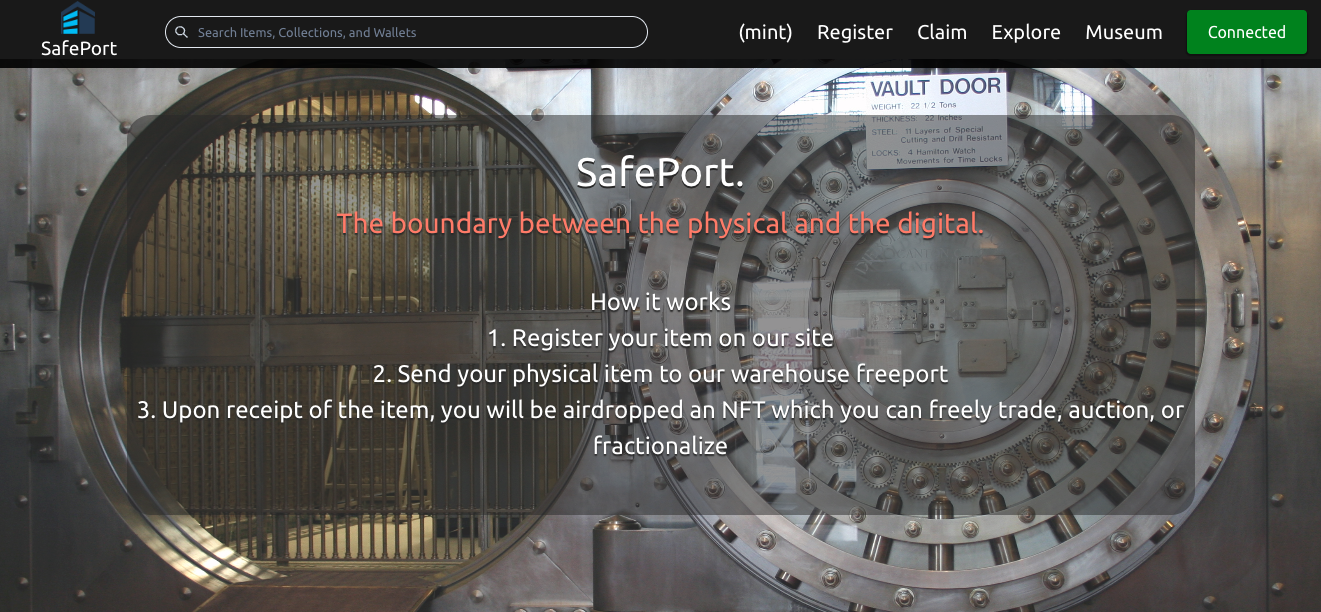 SafePort
Search Items, Collections, and Wallets
(mint)
Register
Claim
Explore
Museum
Connected
VAULT DOOR
WEIGHT: 22 1/2 Tons
THICKNESS: 22 Inches
STEEL: 11 Layers of Special
Cutting and Drill Resistant
LOCKS: 4 Hamilton Watch
Movements for Time Locks
SafePort.
The boundary between the physical and the digital.
How it works
1. Register your item on our site
2. Send your physical item to our warehouse freeport
3. Upon receipt of the item, you will be airdropped an NFT which you can freely trade, auction, or
fractionalize